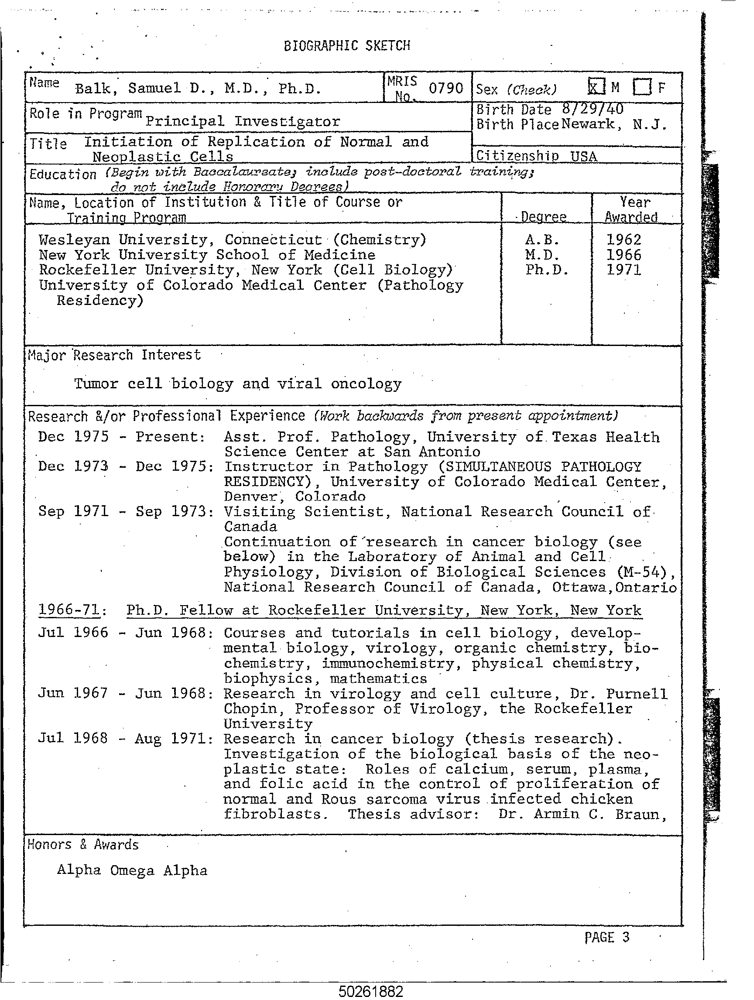 BIOGRAPHIC SKETCH
Name Balk, Samuel D., M.D., Ph.D. MRIS No. 0790 Sex (Check) X M F
Role in Program Principal Investigator Birth Date 8/29/40
Birth Place Newark, N.J.
Title Initiation of Replication of Normal and
Neoplastic Cells Citizenship USA
Education (Begin with Baccalaureate; include post-doctoral training;
do not include Honorary Degrees)
Name, Location of Institution & Title of Course or Year
Training Program Degree Awarded
Wesleyan University, Connecticut (Chemistry) A.B. 1962
New York University School of Medicine M.D. 1966
Rockefeller University, New York (Cell Biology) Ph.D. 1971
University of Colorado Medical Center (Pathology
Residency)
Major Research Interest
Tumor cell biology and viral oncology
Research &/or Professional Experience (Work backwards from present appointment)
Dec 1975 - Present: Asst. Prof. Pathology, University of Texas Health
Science Center at San Antonio
Dec 1973 - Dec 1975: Instructor in Pathology (SIMULTANEOUS PATHOLOGY
RESIDENCY), University of Colorado Medical Center,
Denver, Colorado
Sep 1971 - Sep 1973: Visiting Scientist, National Research Council of
Canada
Continuation of research in cancer biology (see
below) in the Laboratory of Animal and Cell
Physiology, Division of Biological Sciences (M-54),
National Research Council of Canada, Ottawa, Ontario
1966-71: Ph.D. Fellow at Rockefeller University, New York, New York
Jul 1966 - Jun 1968: Courses and tutorials in cell biology, develop-
mental biology, virology, organic chemistry, bio-
chemistry, immunochemistry, physical chemistry,
biophysics, mathematics
Jun 1967 - Jun 1968: Research in virology and cell culture, Dr. Purnell
Chopin, Professor of Virology, the Rockefeller
University
Jul 1968 - Aug 1971: Research in cancer biology (thesis research).
Investigation of the biological basis of the neo-
plastic state: Roles of calcium, serum, plasma,
and folic acid in the control of proliferation of
normal and Rous sarcoma virus infected chicken
fibroblasts. Thesis advisor: Dr. Armin C. Braun,
Honors & Awards
Alpha Omega Alpha
PAGE 3
50261882